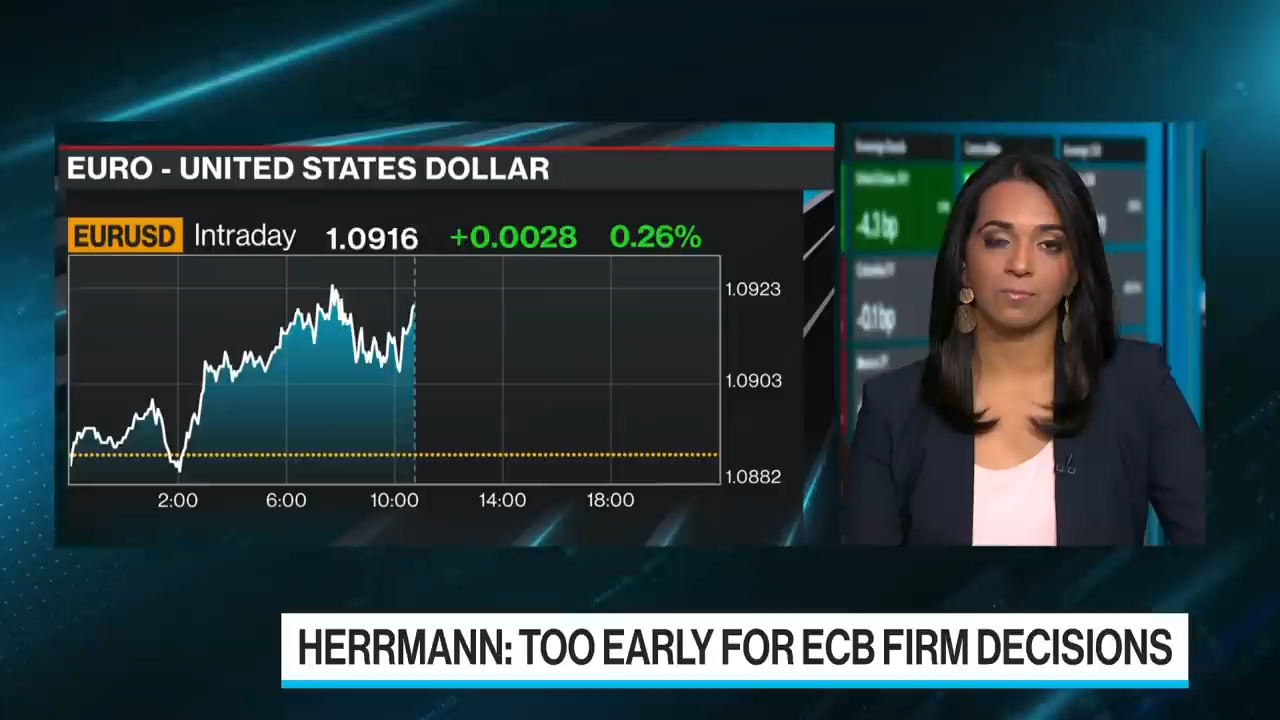 EURO - UNITED STATES DOLLAR
EURUSD Intraday 1.0916 +0.0028 0.26%
1.0923
1.0903
1.0882
2:00 6:00 10:00 14:00 18:00
-4.3 bp
-0.1 bp
HERRMANN: TOO EARLY FOR ECB FIRM DECISIONS